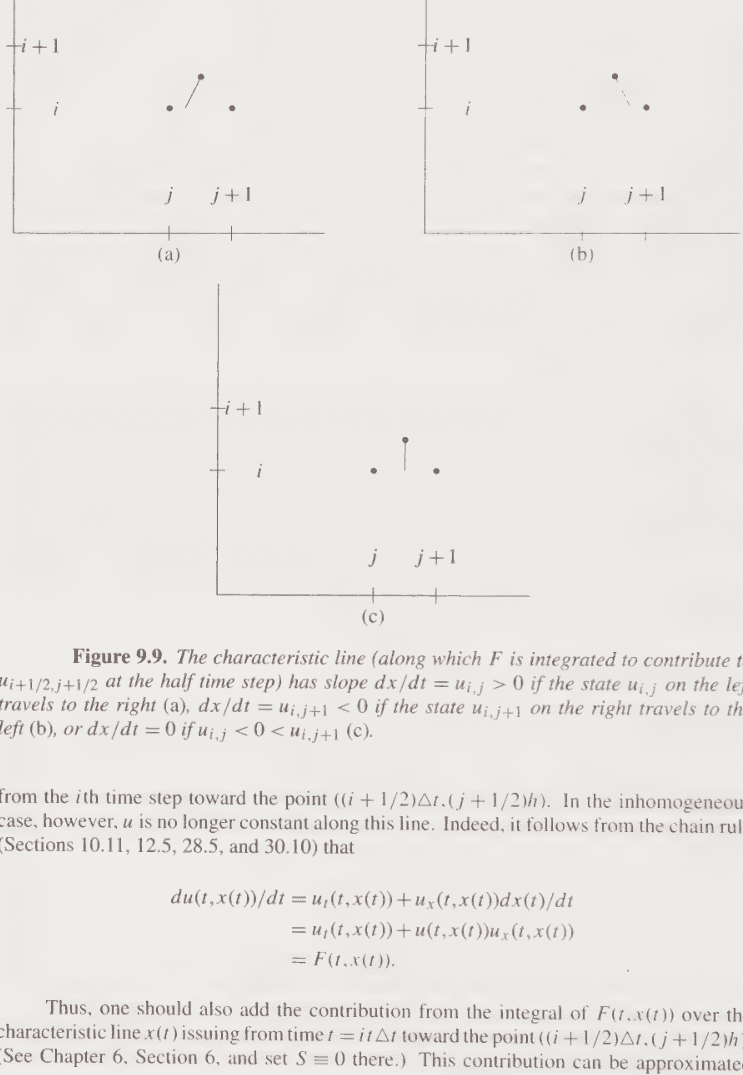 i + 1
i + 1
i
i
j j + 1
j j + 1
(a)
(b)
i + 1
i
j j + 1
(c)
Figure 9.9. The characteristic line (along which F is integrated to contribute t
u_{i+1/2,j+1/2} at the half time step) has slope dx/dt = u_{i,j} > 0 if the state u_{i,j} on the lef
travels to the right (a), dx/dt = u_{i,j+1} < 0 if the state u_{i,j+1} on the right travels to th
left (b), or dx/dt = 0 if u_{i,j} < 0 < u_{i,j+1} (c).
from the ith time step toward the point ((i + 1/2)△t, (j + 1/2)h). In the inhomogeneou
case, however, u is no longer constant along this line. Indeed, it follows from the chain rul
(Sections 10.11, 12.5, 28.5, and 30.10) that
du(t,x(t))/dt = u_t(t,x(t)) + u_x(t,x(t))dx(t)/dt
= u_t(t,x(t)) + u(t,x(t))u_x(t,x(t))
= F(t,x(t)).
Thus, one should also add the contribution from the integral of F(t,x(t)) over th
characteristic line x(t) issuing from time t = it△t toward the point ((i + 1/2)△t, (j + 1/2)h
(See Chapter 6, Section 6, and set S ≡ 0 there.) This contribution can be approximate